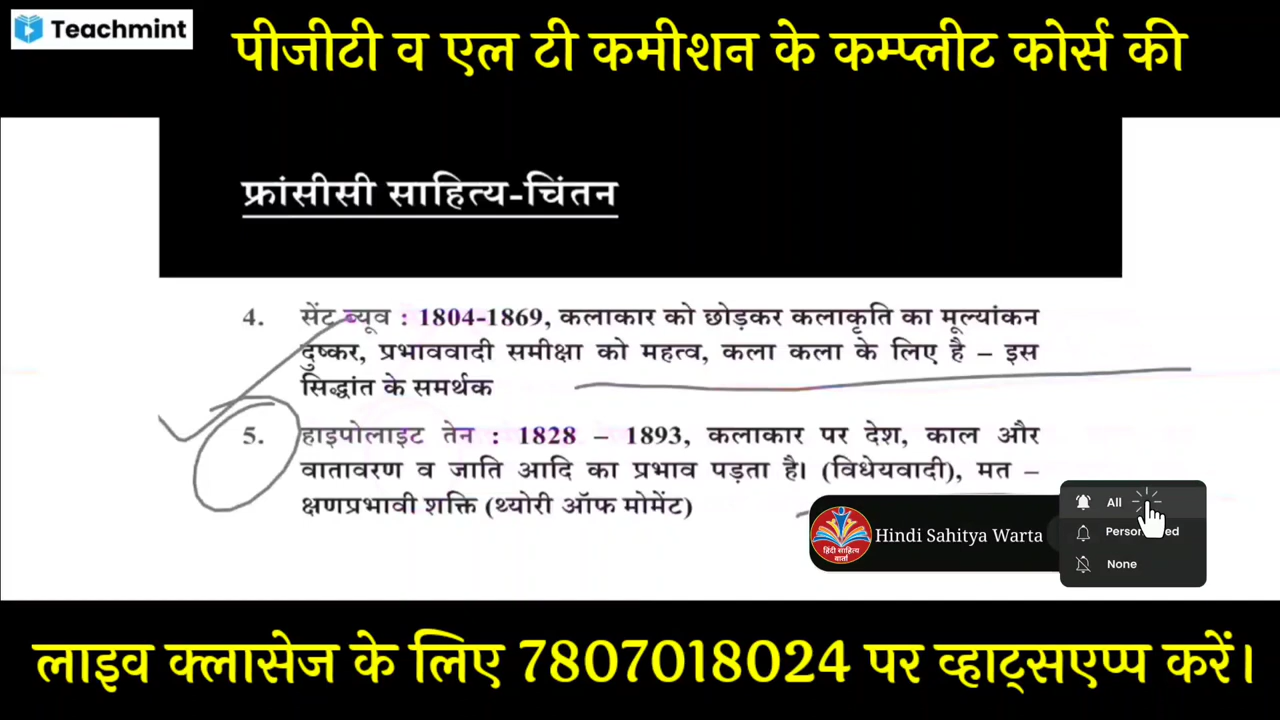 Teachmint
पीजीटी व एल टी कमीशन के कम्प्लीट कोर्स की
फ्रांसीसी साहित्य-चिंतन
4. सेंट ब्यूव : 1804-1869, कलाकार को छोड़कर कलाकृति का मूल्यांकन
दुष्कर, प्रभाववादी समीक्षा को महत्व, कला कला के लिए है – इस
सिद्धांत के समर्थक
5. हाइपोलाइट तेन : 1828 – 1893, कलाकार पर देश, काल और
वातावरण व जाति आदि का प्रभाव पड़ता है। (विधेयवादी), मत –
क्षणप्रभावी शक्ति (थ्योरी ऑफ मोमेंट)
हिंदी साहित्य
वार्ता
Hindi Sahitya Warta
All
None
लाइव क्लासेज के लिए 7807018024 पर व्हाट्सएप्प करें।